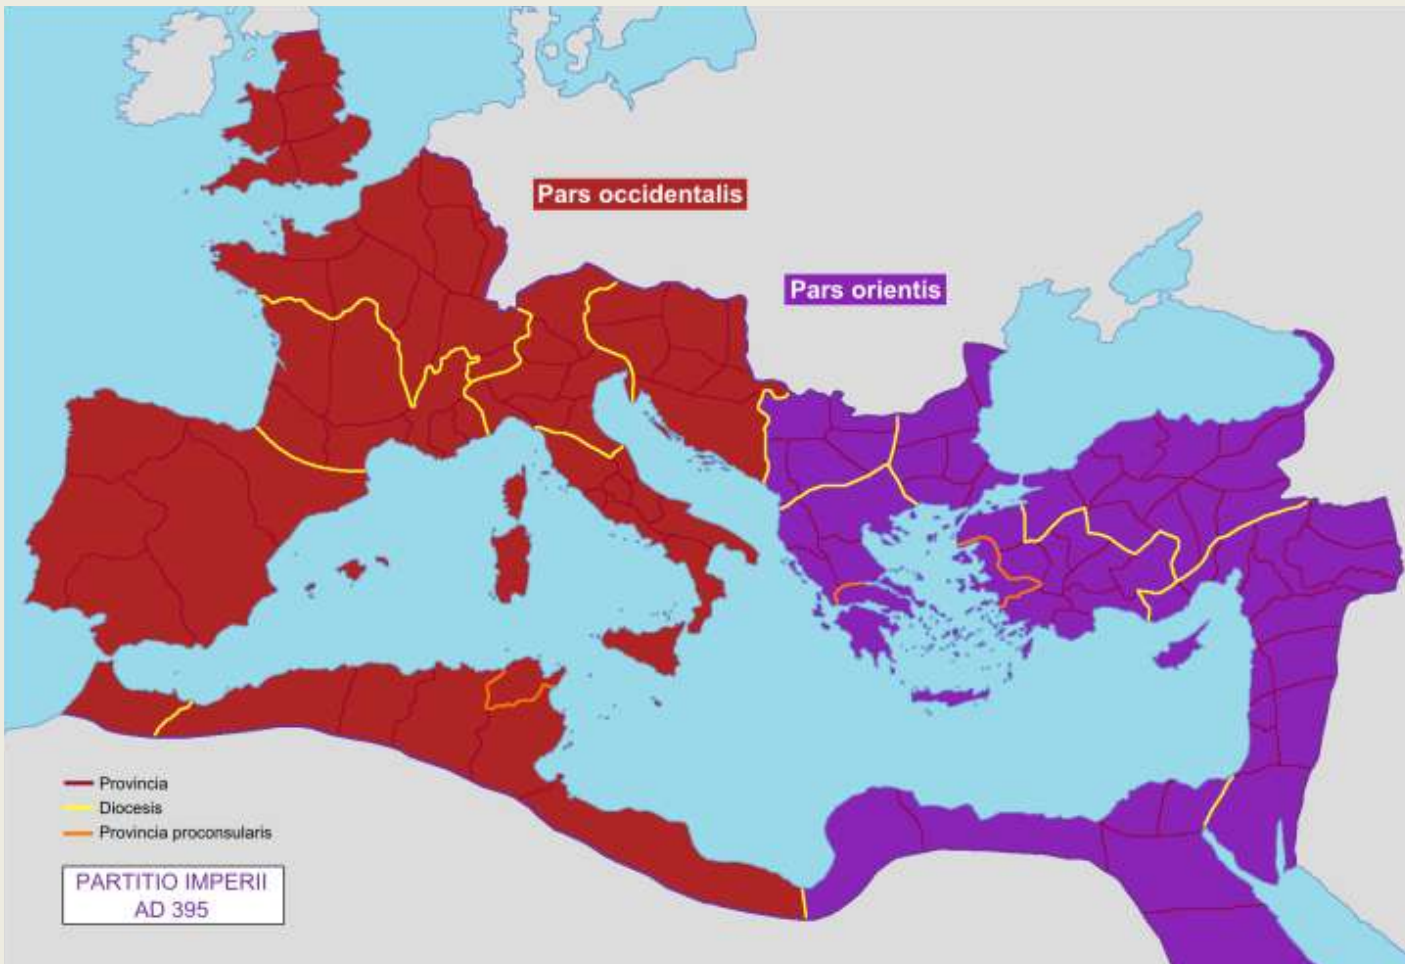 Pars occidentalis
Pars orientis
Provincia
Diocesis
Provincia proconsularis
PARTITIO IMPERII
AD 395